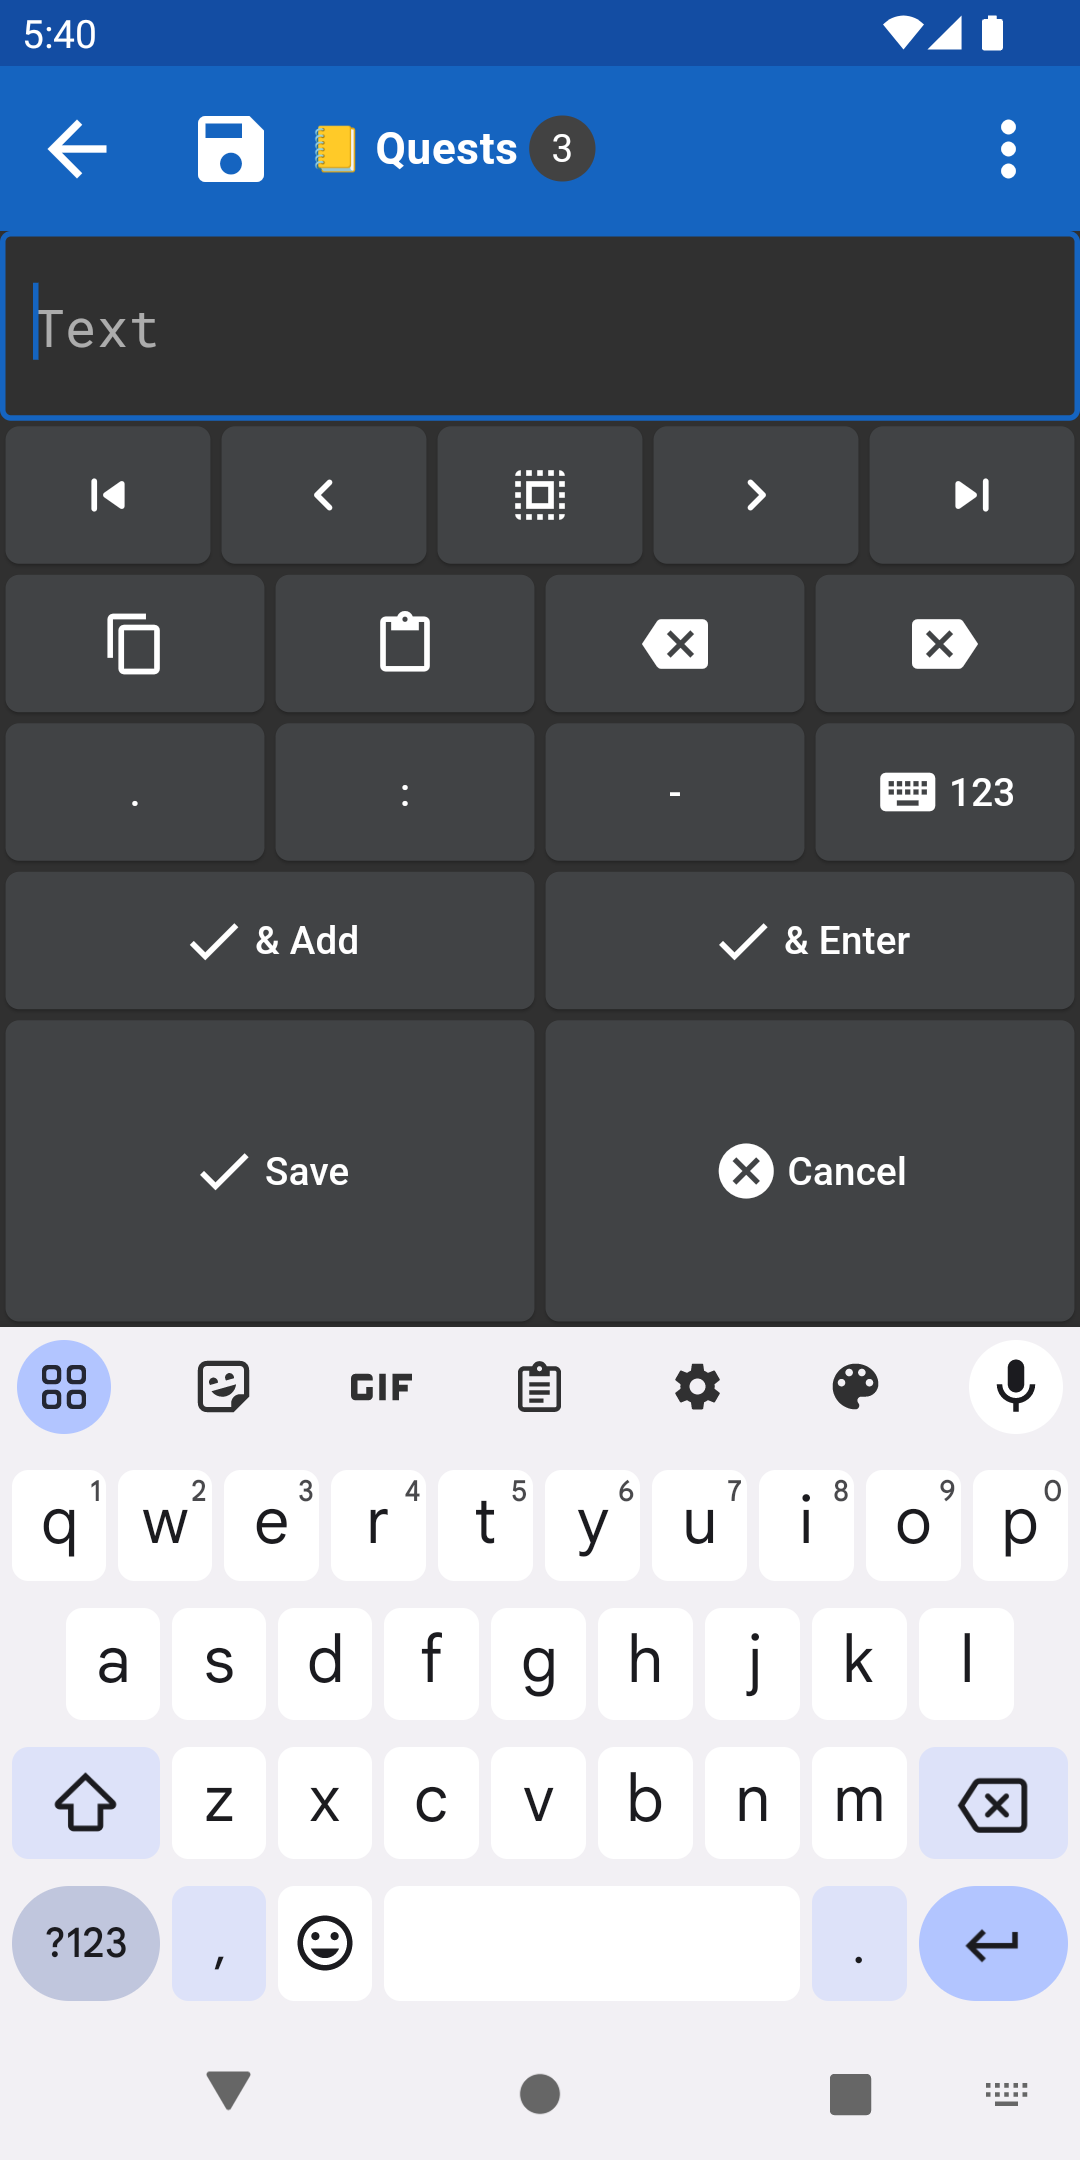 5:40
📒 Quests 3
Text
. : - 123
& Add & Enter
Save Cancel
GIF
q 1 w 2 e 3 r 4 t 5 y 6 u 7 i 8 o 9 p 0
a s d f g h j k l
z x c v b n m
?123 , .